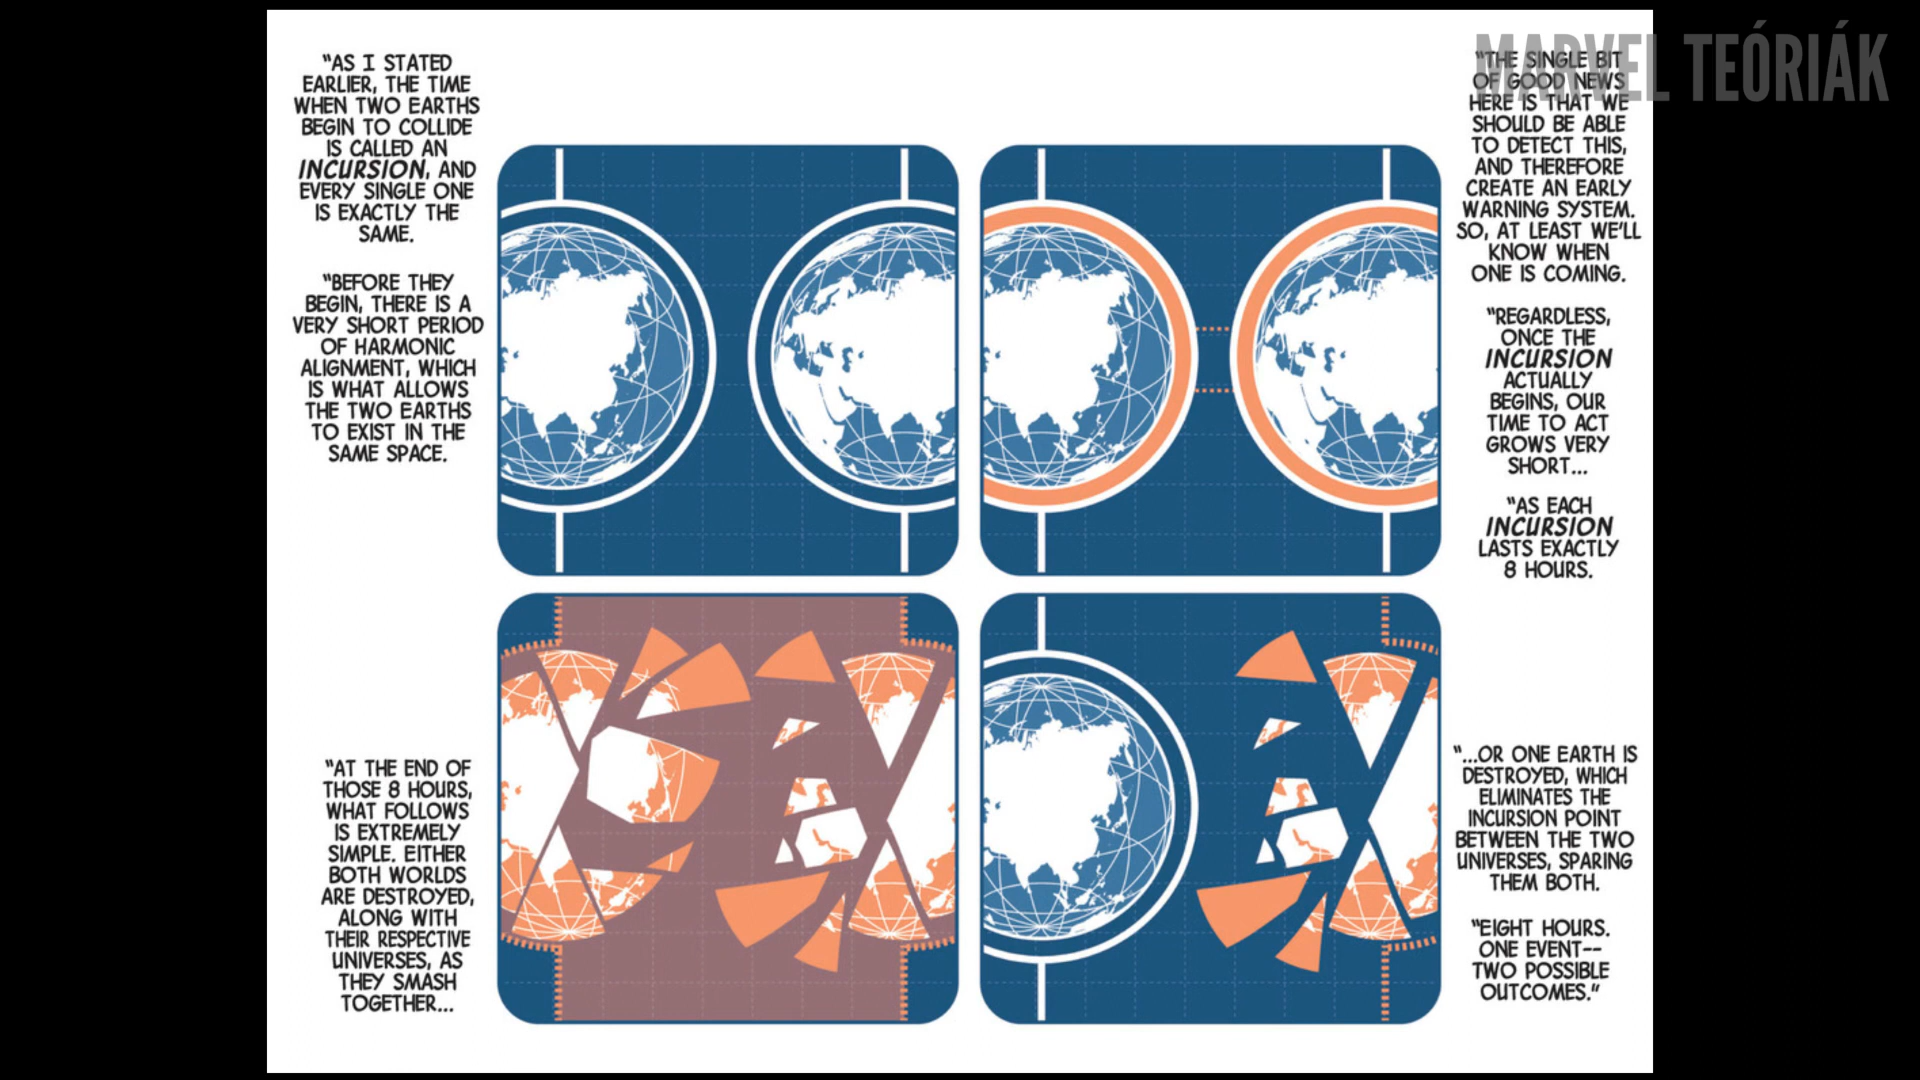 "AS I STATED
EARLIER, THE TIME
WHEN TWO EARTHS
BEGIN TO COLLIDE
IS CALLED AN
INCURSION, AND
EVERY SINGLE ONE
IS EXACTLY THE
SAME.
"BEFORE THEY
BEGIN, THERE IS A
VERY SHORT PERIOD
OF HARMONIC
ALIGNMENT, WHICH
IS WHAT ALLOWS
THE TWO EARTHS
TO EXIST IN THE
SAME SPACE.
MARVEL TEÓRIÁK
"THE SINGLE BIT
OF GOOD NEWS
HERE IS THAT WE
SHOULD BE ABLE
TO DETECT THIS,
AND THEREFORE
CREATE AN EARLY
WARNING SYSTEM.
SO, AT LEAST WE'LL
KNOW WHEN
ONE IS COMING.
"REGARDLESS,
ONCE THE
INCURSION
ACTUALLY
BEGINS, OUR
TIME TO ACT
GROWS VERY
SHORT...
"AS EACH
INCURSION
LASTS EXACTLY
8 HOURS.
"AT THE END OF
THOSE 8 HOURS,
WHAT FOLLOWS
IS EXTREMELY
SIMPLE. EITHER
BOTH WORLDS
ARE DESTROYED,
ALONG WITH
THEIR RESPECTIVE
UNIVERSES, AS
THEY SMASH
TOGETHER...
"...OR ONE EARTH IS
DESTROYED, WHICH
ELIMINATES THE
INCURSION POINT
BETWEEN THE TWO
UNIVERSES, SPARING
THEM BOTH.
"EIGHT HOURS.
ONE EVENT--
TWO POSSIBLE
OUTCOMES."